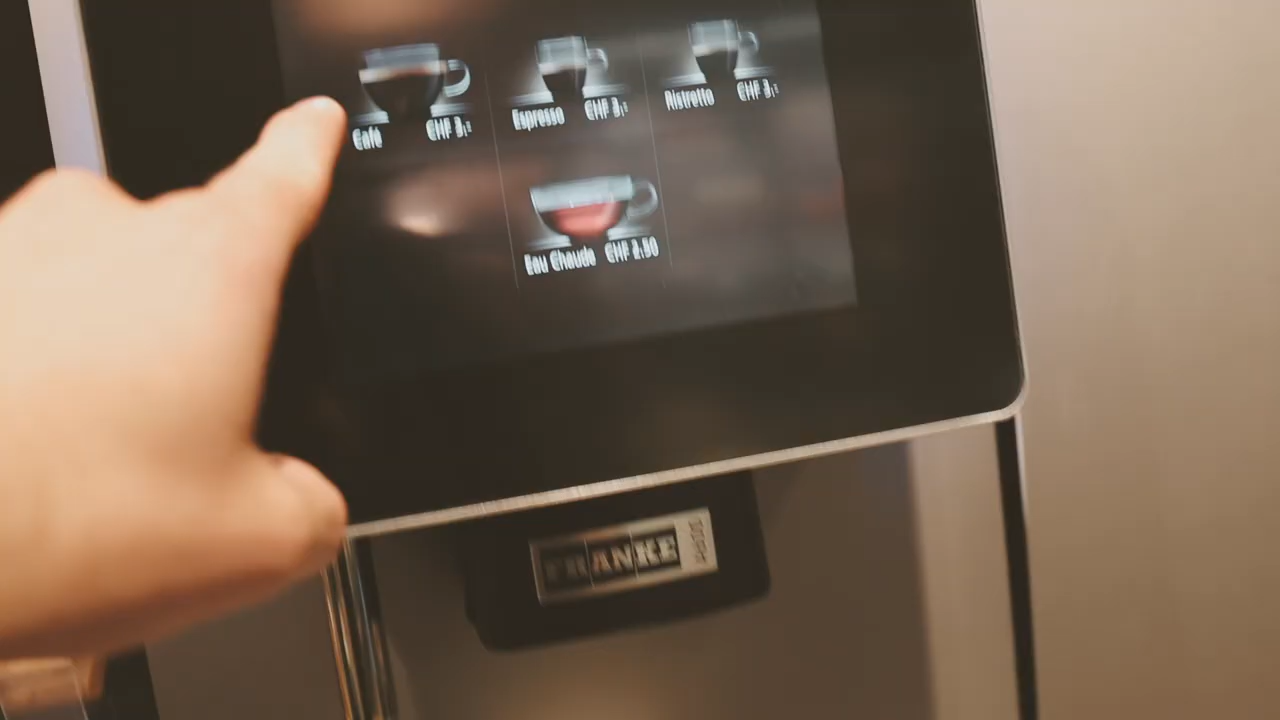 Café CHF 3,
Espresso CHF 3,
Ristretto CHF 3,
Eau Chaude CHF 2.50
FRANKE